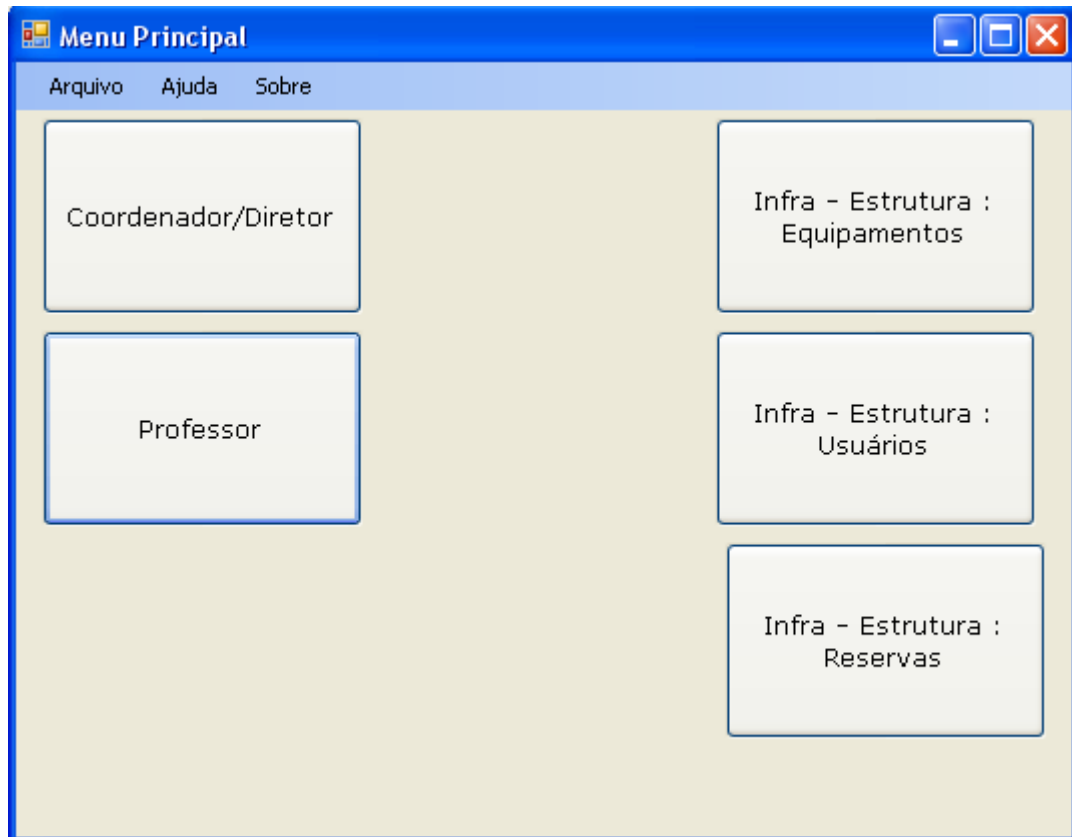 Menu Principal
Arquivo Ajuda Sobre
Coordenador/Diretor
Infra - Estrutura :
Equipamentos
Professor
Infra - Estrutura :
Usuários
Infra - Estrutura :
Reservas